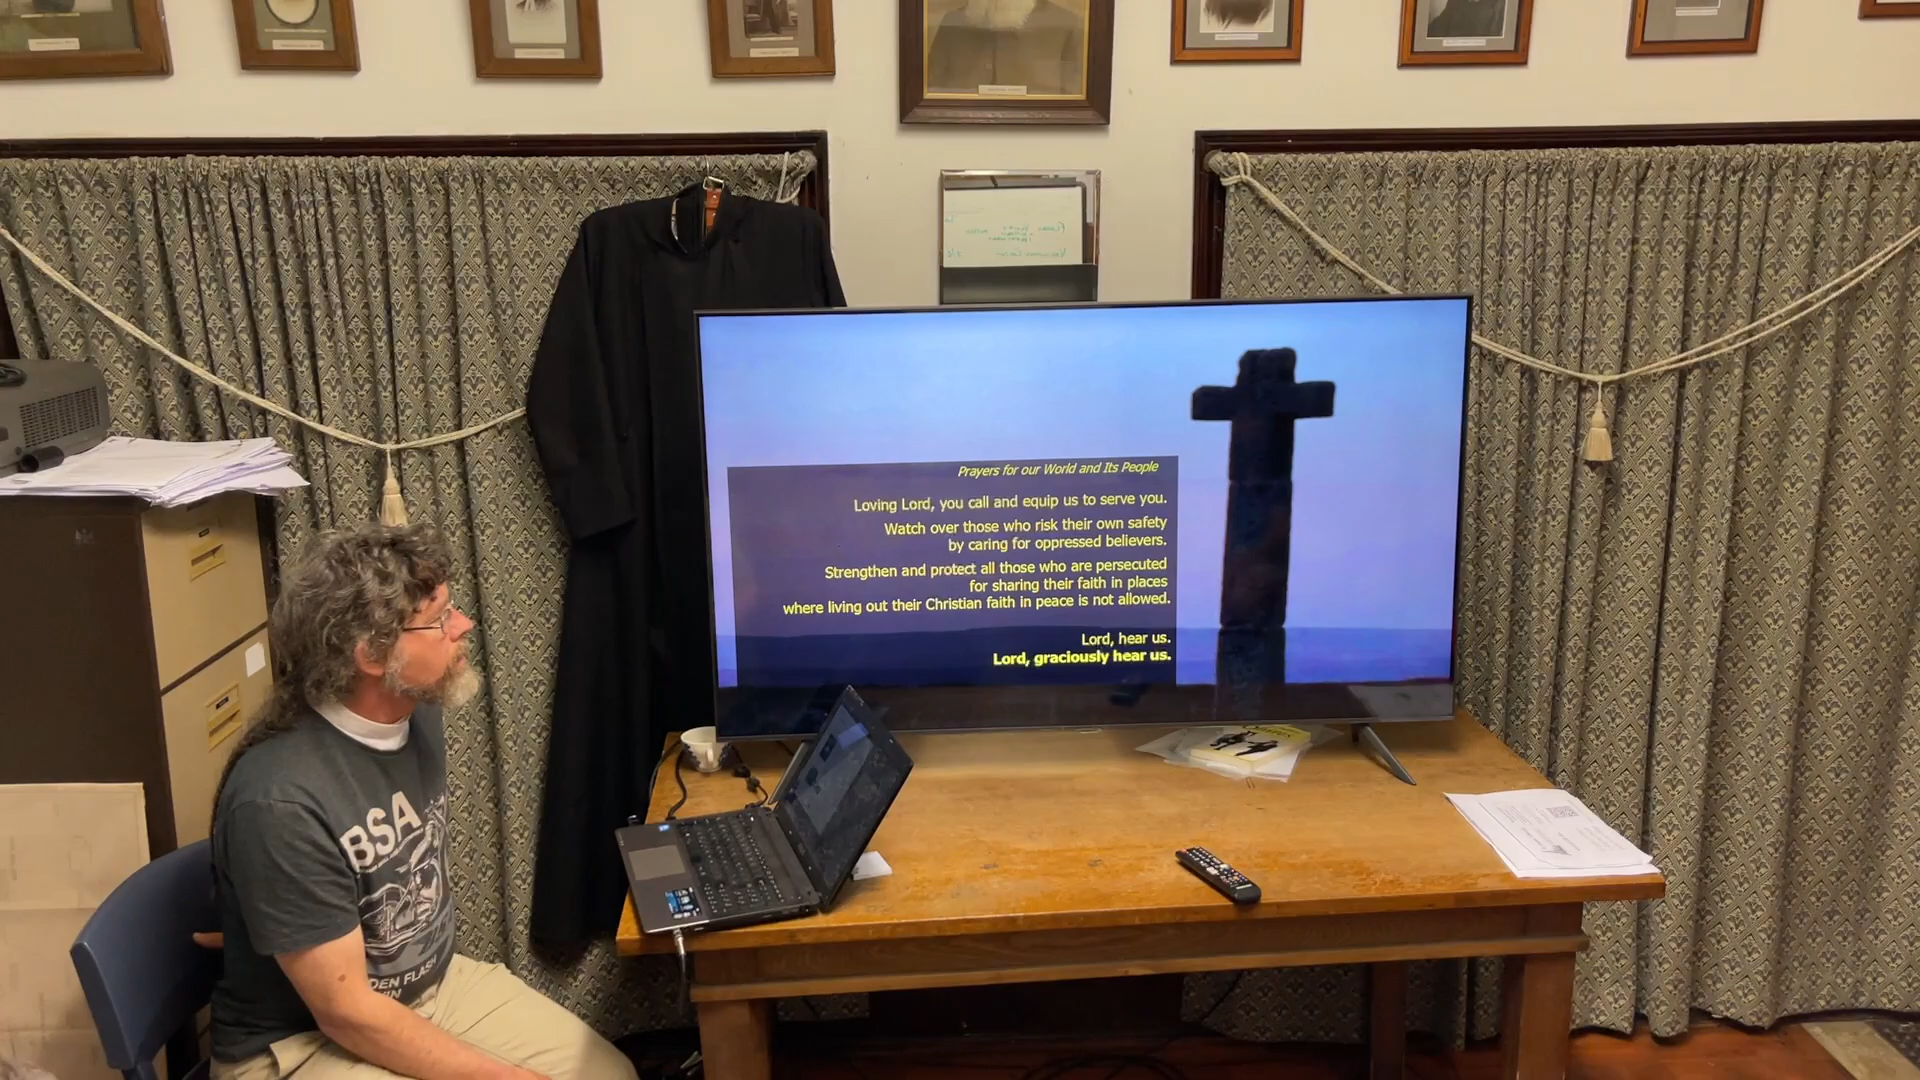 Prayers for our World and Its People
Loving Lord, you call and equip us to serve you.
Watch over those who risk their own safety
by caring for oppressed believers.
Strengthen and protect all those who are persecuted
for sharing their faith in places
where living out their Christian faith in peace is not allowed.
Lord, hear us.
Lord, graciously hear us.
BSA
DEN FLASH